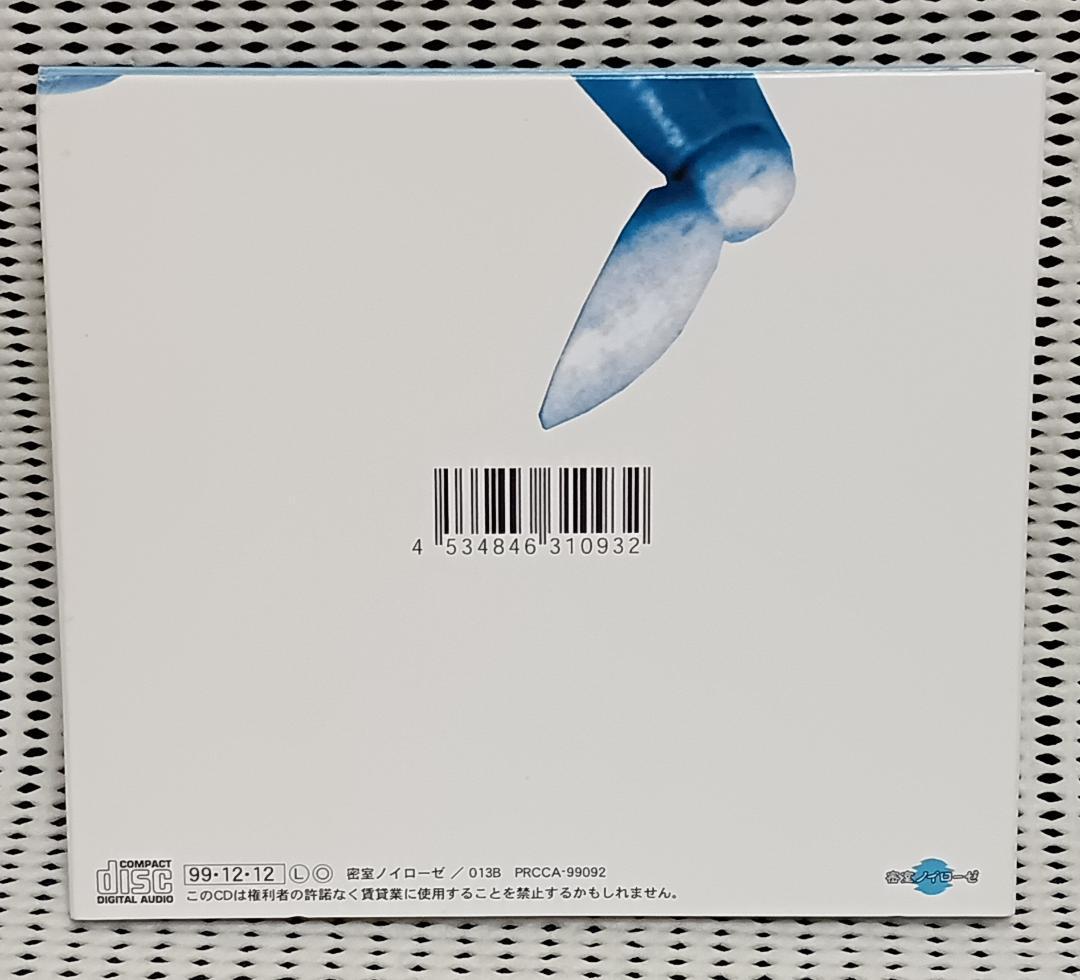 4 534846 310932
COMPACT
disc
DIGITAL AUDIO
99・12・12 Ⓛ ◎ 密室ノイローゼ / 013B PRCCA-99092
このCDは権利者の許諾なく賃貸業に使用することを禁止するかもしれません。
密室ノイローゼ